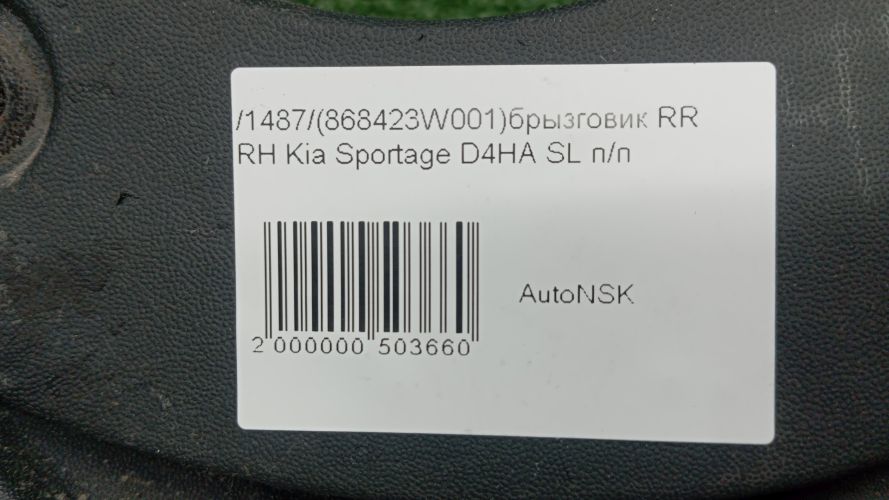 /1487/(868423W001)брызговик RR
RH Kia Sportage D4HA SL п/п
AutoNSK
2 000000 503660